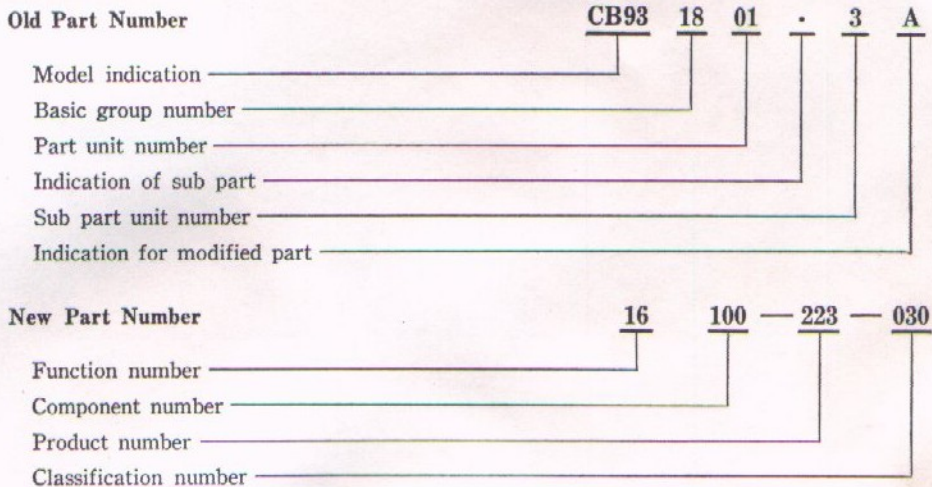 Old Part Number CB93 18 01 · 3 A
Model indication
Basic group number
Part unit number
Indication of sub part
Sub part unit number
Indication for modified part
New Part Number 16 100 — 223 — 030
Function number
Component number
Product number
Classification number